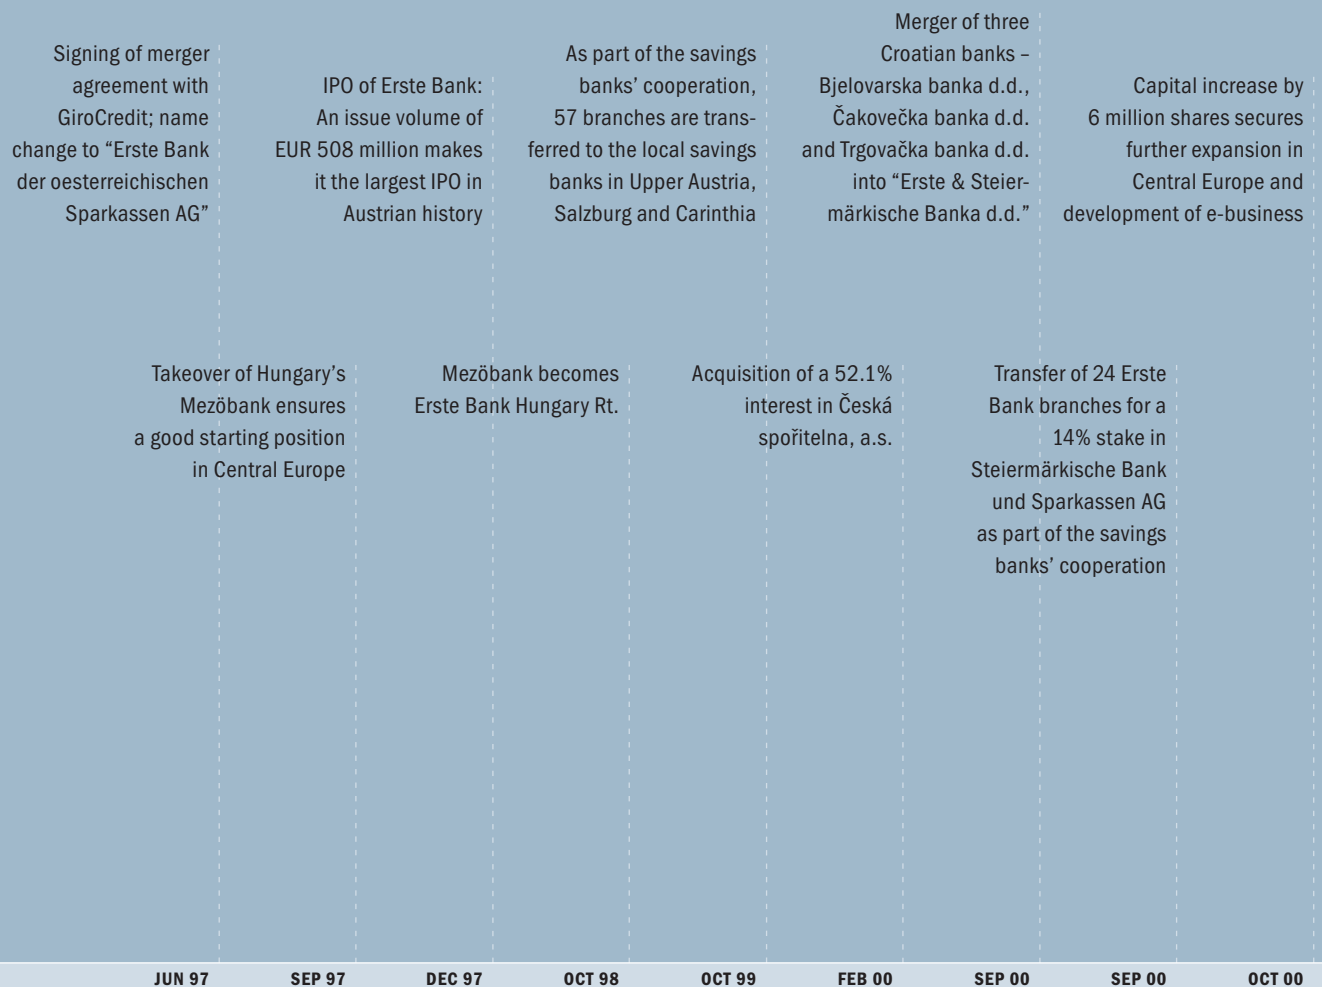 Signing of merger
agreement with
GiroCredit; name
change to “Erste Bank
der oesterreichischen
Sparkassen AG”
IPO of Erste Bank:
An issue volume of
EUR 508 million makes
it the largest IPO in
Austrian history
As part of the savings
banks’ cooperation,
57 branches are trans-
ferred to the local savings
banks in Upper Austria,
Salzburg and Carinthia
Merger of three
Croatian banks –
Bjelovarska banka d.d.,
Čakovečka banka d.d.
and Trgovačka banka d.d.
into “Erste & Steier-
märkische Banka d.d.”
Capital increase by
6 million shares secures
further expansion in
Central Europe and
development of e-business
Takeover of Hungary’s
Mezöbank ensures
a good starting position
in Central Europe
Mezöbank becomes
Erste Bank Hungary Rt.
Acquisition of a 52.1%
interest in Česká
spořitelna, a.s.
Transfer of 24 Erste
Bank branches for a
14% stake in
Steiermärkische Bank
und Sparkassen AG
as part of the savings
banks’ cooperation
JUN 97 SEP 97 DEC 97 OCT 98 OCT 99 FEB 00 SEP 00 SEP 00 OCT 00